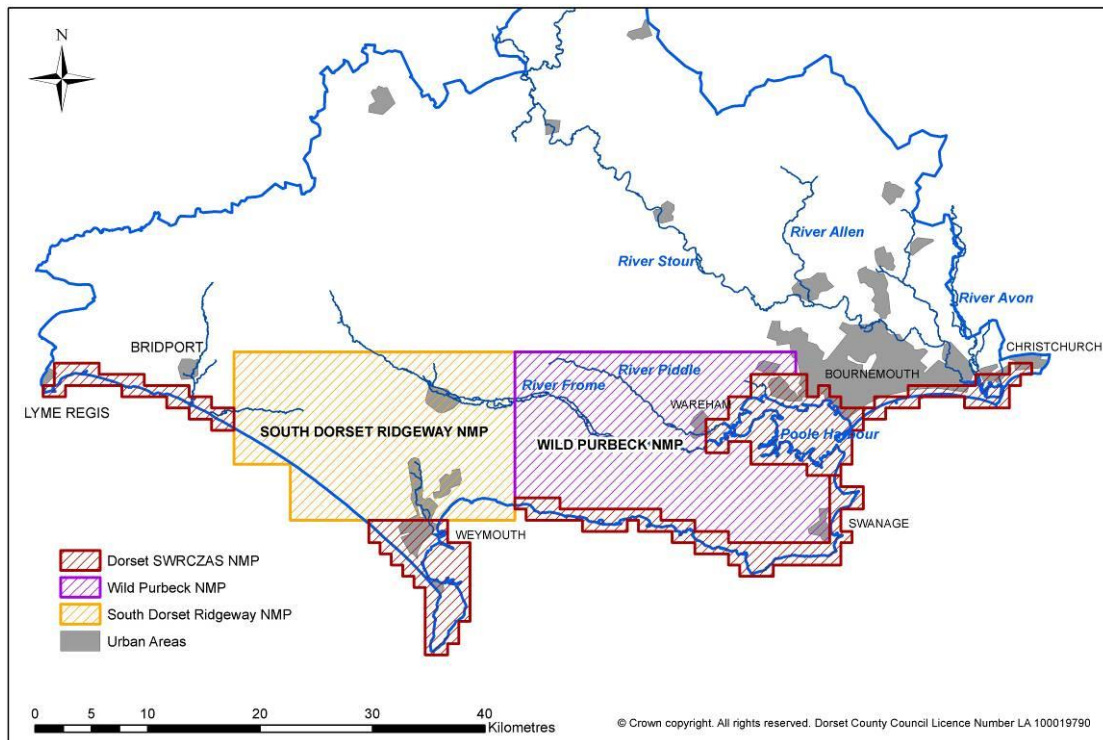 N
River Allen
River Stour
River Avon
BRIDPORT
CHRISTCHURCH
BOURNEMOUTH
River Piddle
River Frome
LYME REGIS
WAREHAM
SOUTH DORSET RIDGEWAY NMP
WILD PURBECK NMP
Poole Harbour
WEYMOUTH
SWANAGE
Dorset SWRCZAS NMP
Wild Purbeck NMP
South Dorset Ridgeway NMP
Urban Areas
0 5 10 20 30 40
Kilometres
© Crown copyright. All rights reserved. Dorset County Council Licence Number LA 100019790